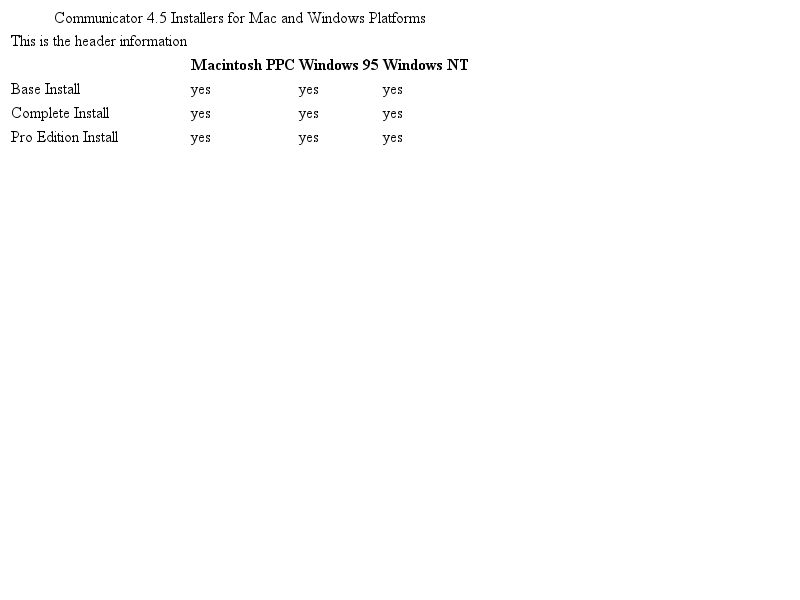 Communicator 4.5 Installers for Mac and Windows Platforms
This is the header information
Macintosh PPC Windows 95 Windows NT
Base Install yes yes yes
Complete Install yes yes yes
Pro Edition Install yes yes yes